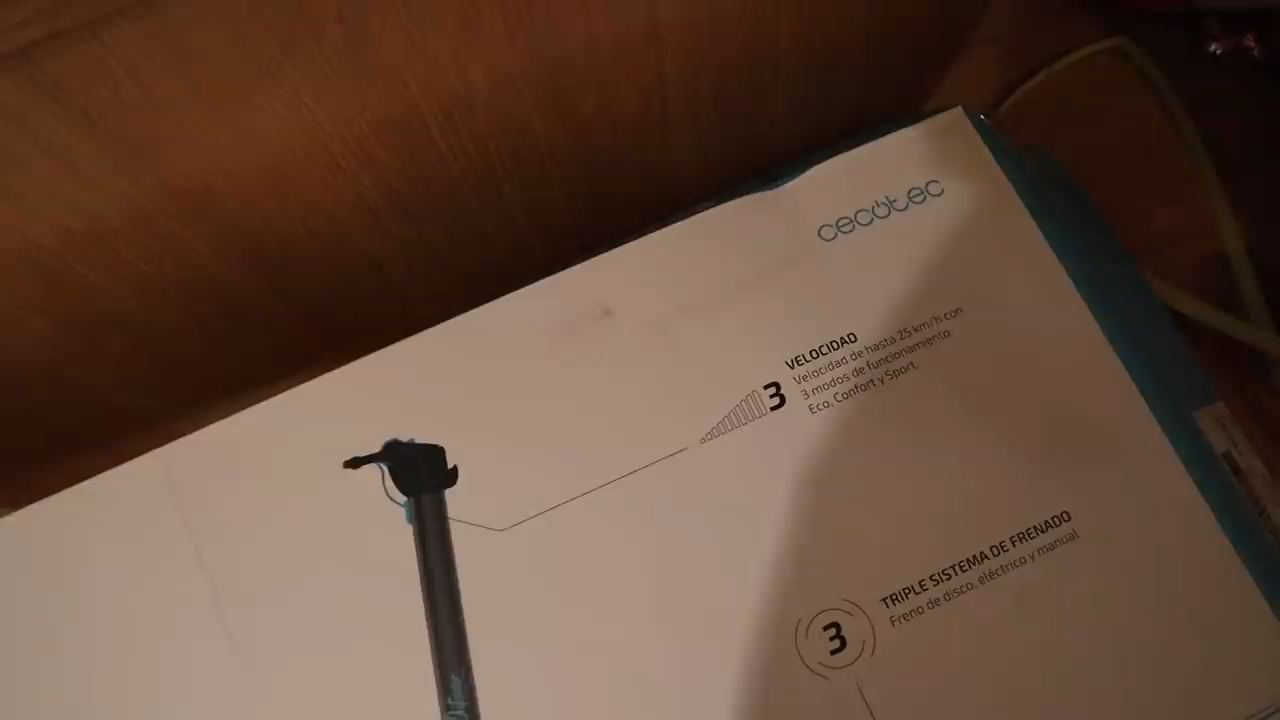 cecotec
VELOCIDAD
Velocidad de hasta 25 km/h con
3 modos de funcionamiento
Eco, Confort y Sport.
3
TRIPLE SISTEMA DE FRENADO
Freno de disco, eléctrico y manual
3